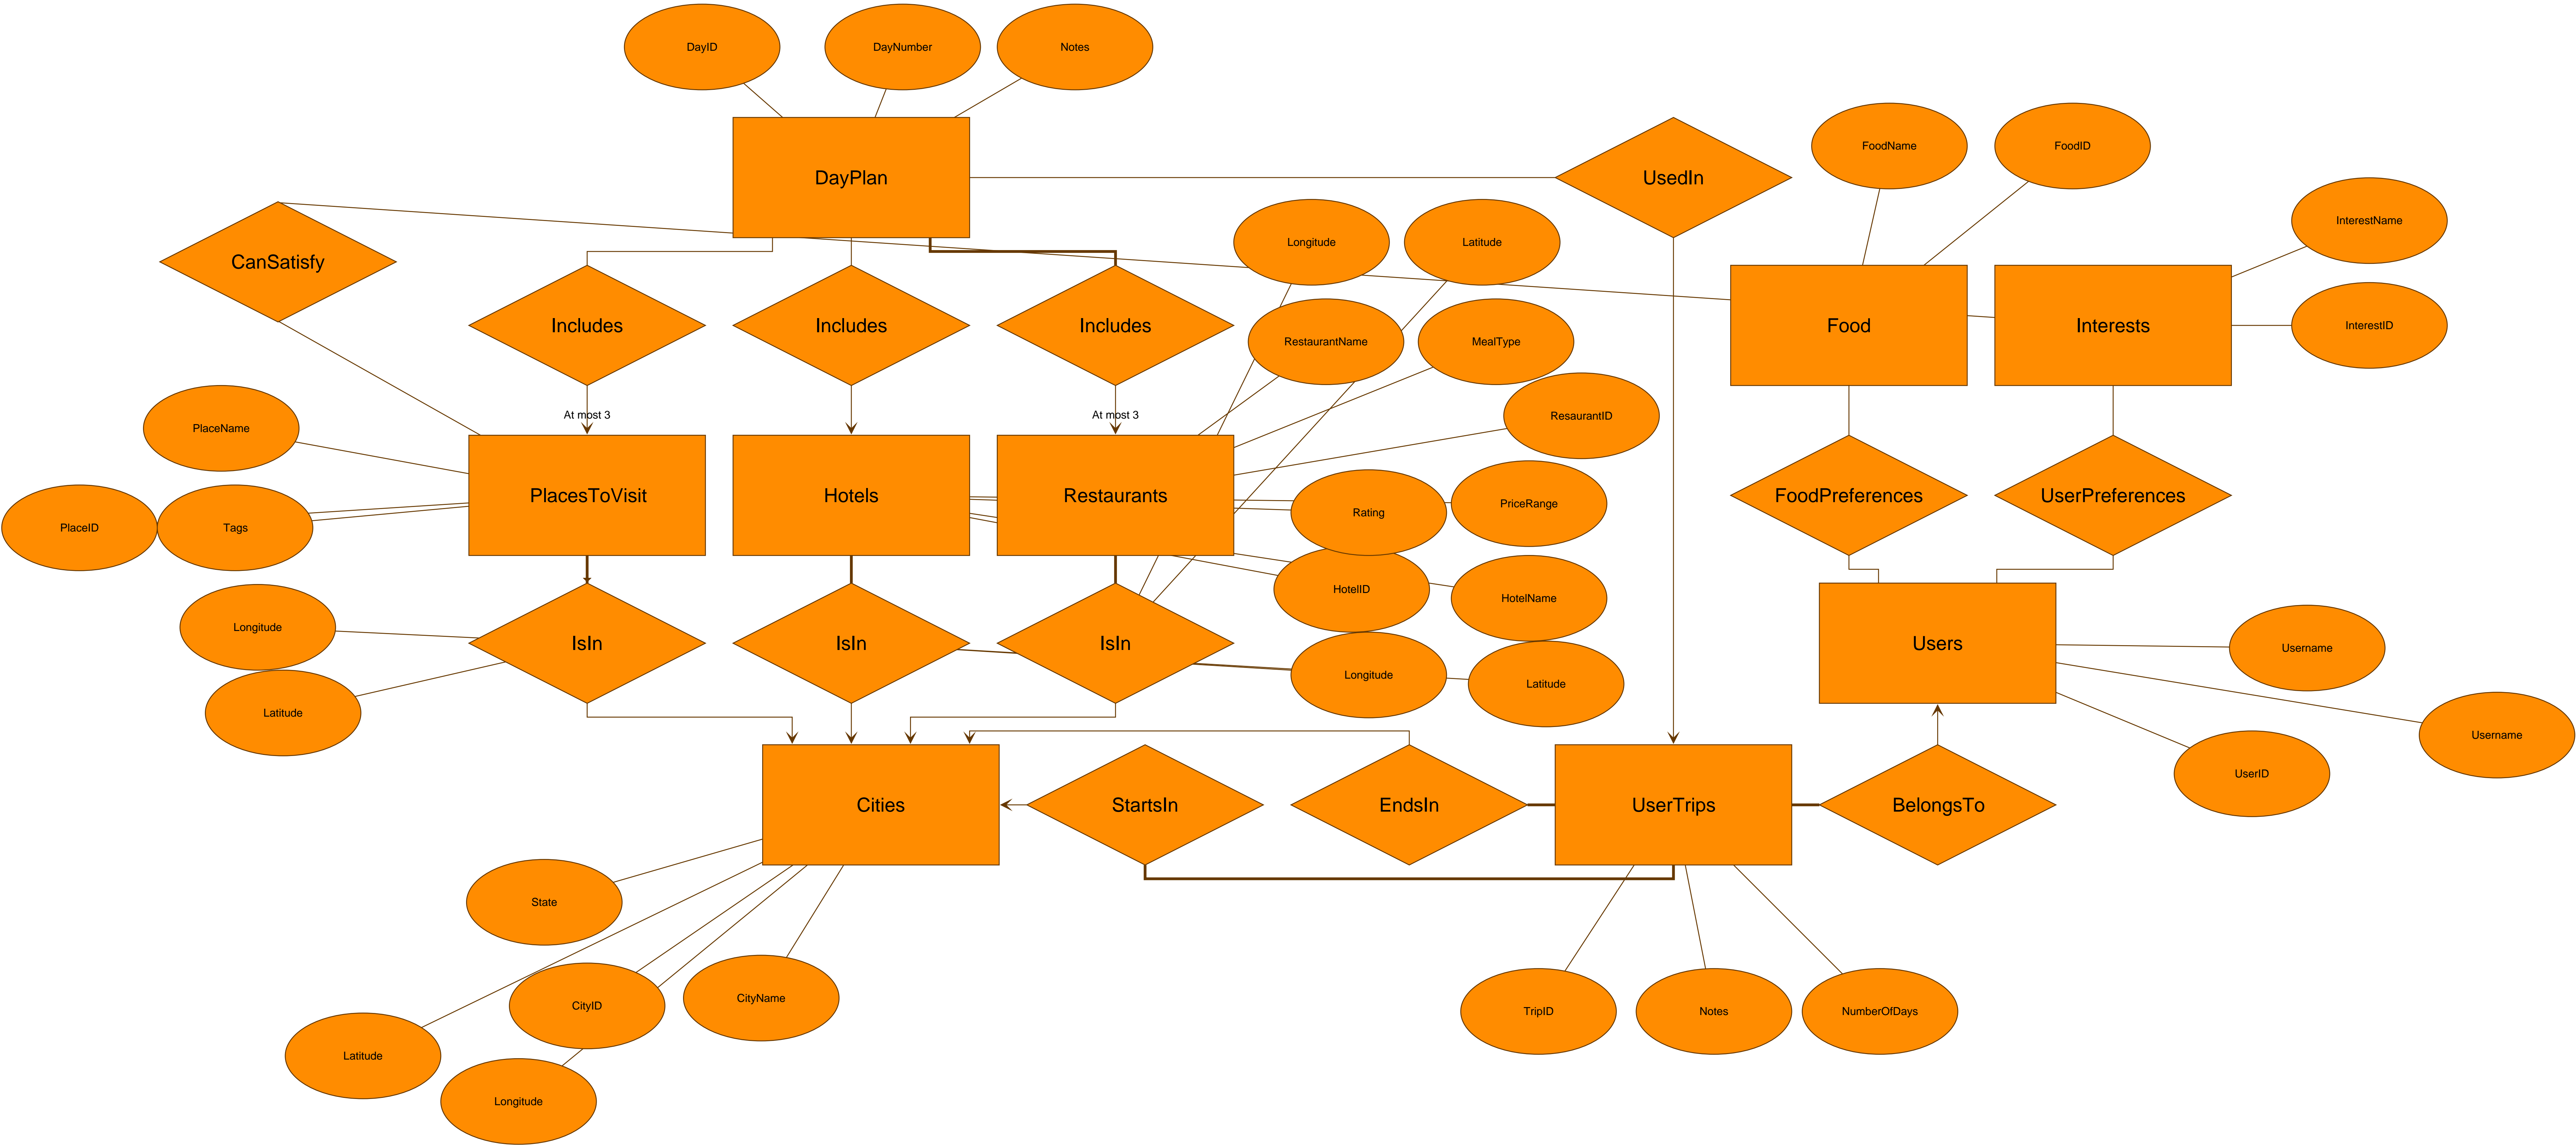 DayID
DayNumber
Notes
FoodName
FoodID
DayPlan
UsedIn
InterestName
Longitude
Latitude
CanSatisfy
Includes
Includes
Includes
RestaurantName
MealType
Food
Interests
InterestID
At most 3
At most 3
ResaurantID
PlaceName
PlacesToVisit
Hotels
Restaurants
Rating
PriceRange
FoodPreferences
UserPreferences
PlaceID
Tags
HotelID
HotelName
Longitude
IsIn
IsIn
IsIn
Users
Username
Longitude
Latitude
Latitude
Username
UserID
Cities
StartsIn
EndsIn
UserTrips
BelongsTo
State
CityID
CityName
TripID
Notes
NumberOfDays
Latitude
Longitude